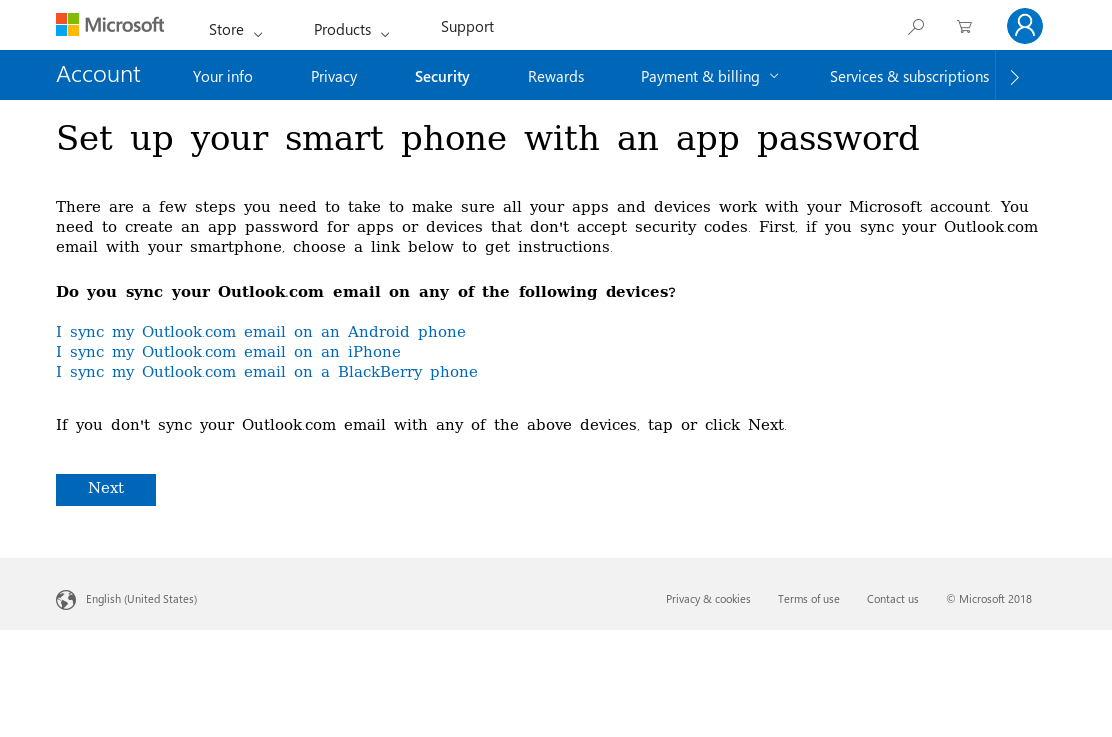 Microsoft Store Products Support
Account Your info Privacy Security Rewards Payment & billing Services & subscriptions
Set up your smart phone with an app password
There are a few steps you need to take to make sure all your apps and devices work with your Microsoft account. You
need to create an app password for apps or devices that don't accept security codes. First, if you sync your Outlook.com
email with your smartphone, choose a link below to get instructions.
Do you sync your Outlook.com email on any of the following devices?
I sync my Outlook.com email on an Android phone
I sync my Outlook.com email on an iPhone
I sync my Outlook.com email on a BlackBerry phone
If you don't sync your Outlook.com email with any of the above devices, tap or click Next.
Next
English (United States) Privacy & cookies Terms of use Contact us © Microsoft 2018